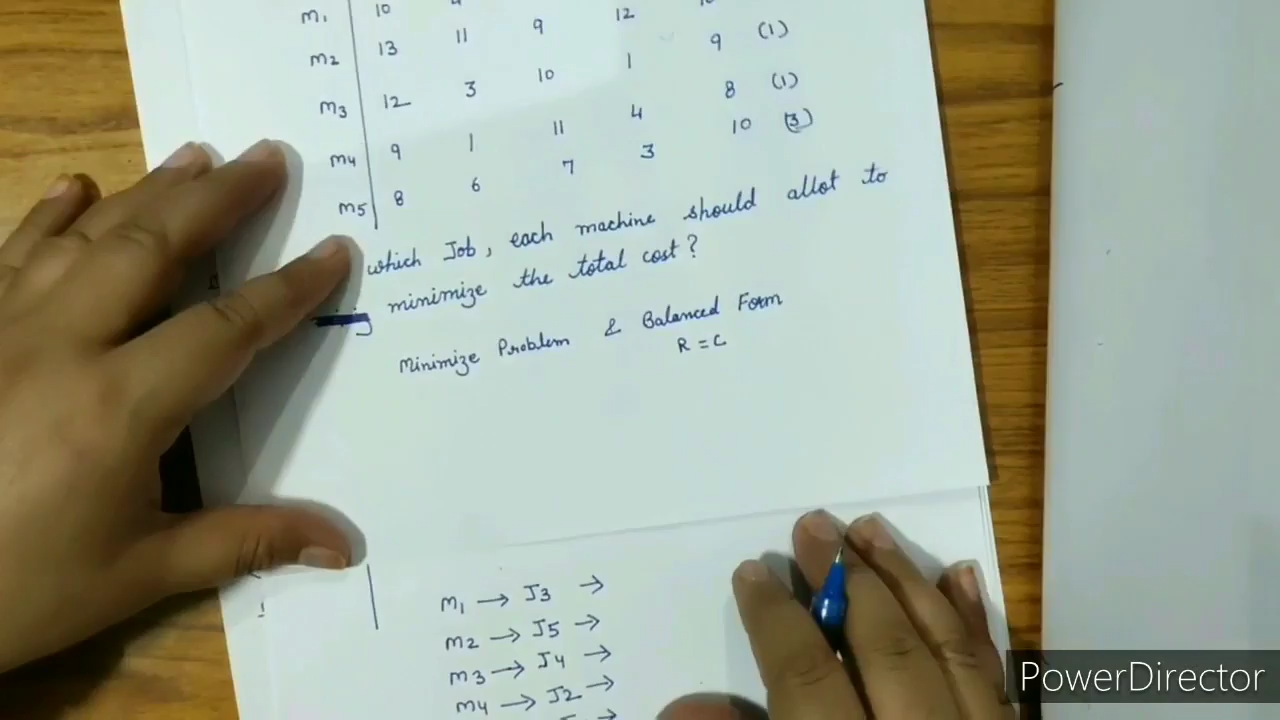 M1 10
M2 13 11 9 12
M3 12 3 10 1 9 (1)
M4 9 1 11 4 8 (1)
M5 8 6 7 3 10 (3)
which Job, each machine should allot to
minimize the total cost?
Minimize Problem & Balanced Form
R = C
M1 → J3 →
M2 → J5 →
M3 → J4 →
M4 → J2 →
PowerDirector